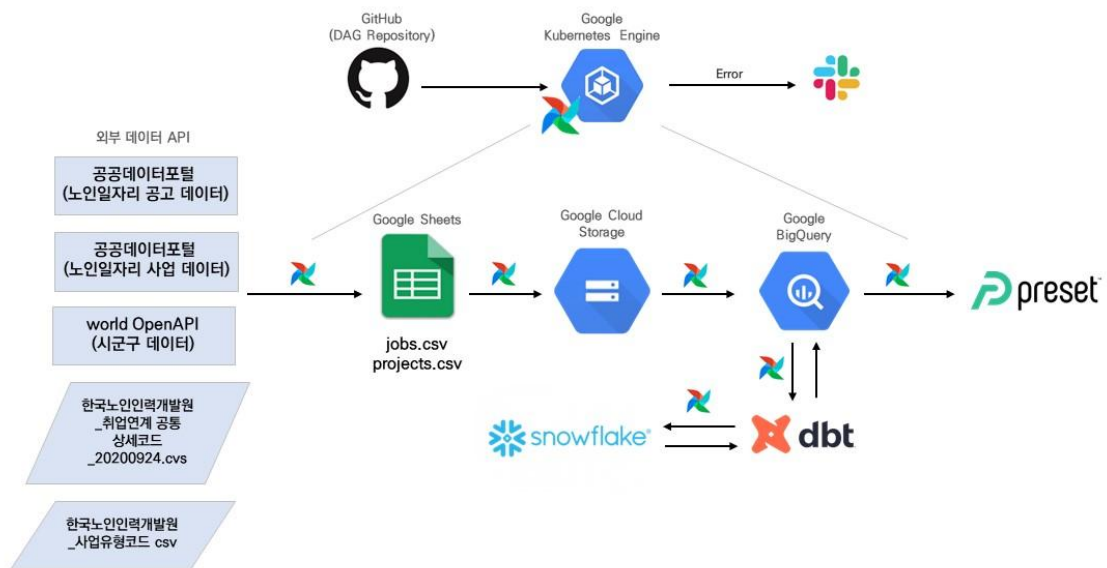 GitHub
(DAG Repository)
Google
Kubernetes Engine
Error
외부 데이터 API
공공데이터포털
(노인일자리 공고 데이터)
공공데이터포털
(노인일자리 사업 데이터)
world OpenAPI
(시군구 데이터)
한국노인인력개발원
_취업연계 공통
상세코드
_20200924.cvs
한국노인인력개발원
_사업유형코드 csv
Google Sheets
jobs.csv
projects.csv
Google Cloud
Storage
Google
BigQuery
preset™
snowflake®
dbt